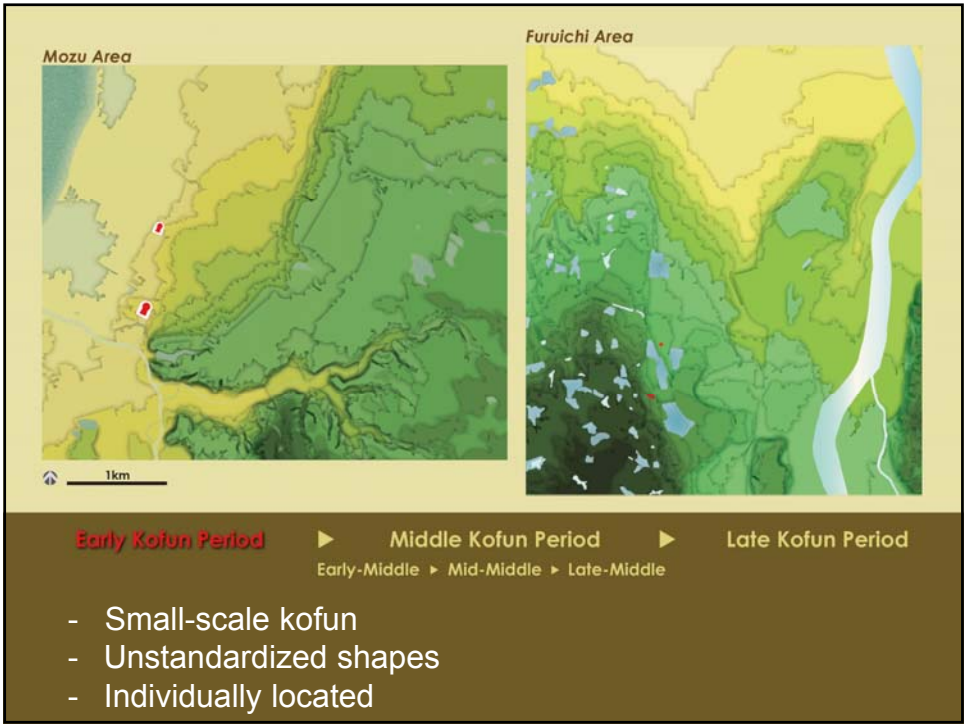 Mozu Area
Furuichi Area
1km
Early Kofun Period ▶ Middle Kofun Period ▶ Late Kofun Period
Early-Middle ▸ Mid-Middle ▸ Late-Middle
- Small-scale kofun
- Unstandardized shapes
- Individually located